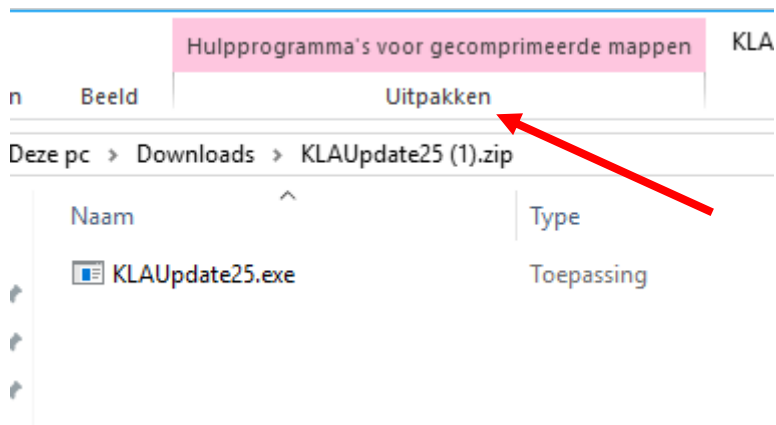 Hulpprogramma's voor gecomprimeerde mappen KLA
n Beeld Uitpakken
Deze pc > Downloads > KLAUpdate25 (1).zip
Naam Type
KLAUpdate25.exe Toepassing